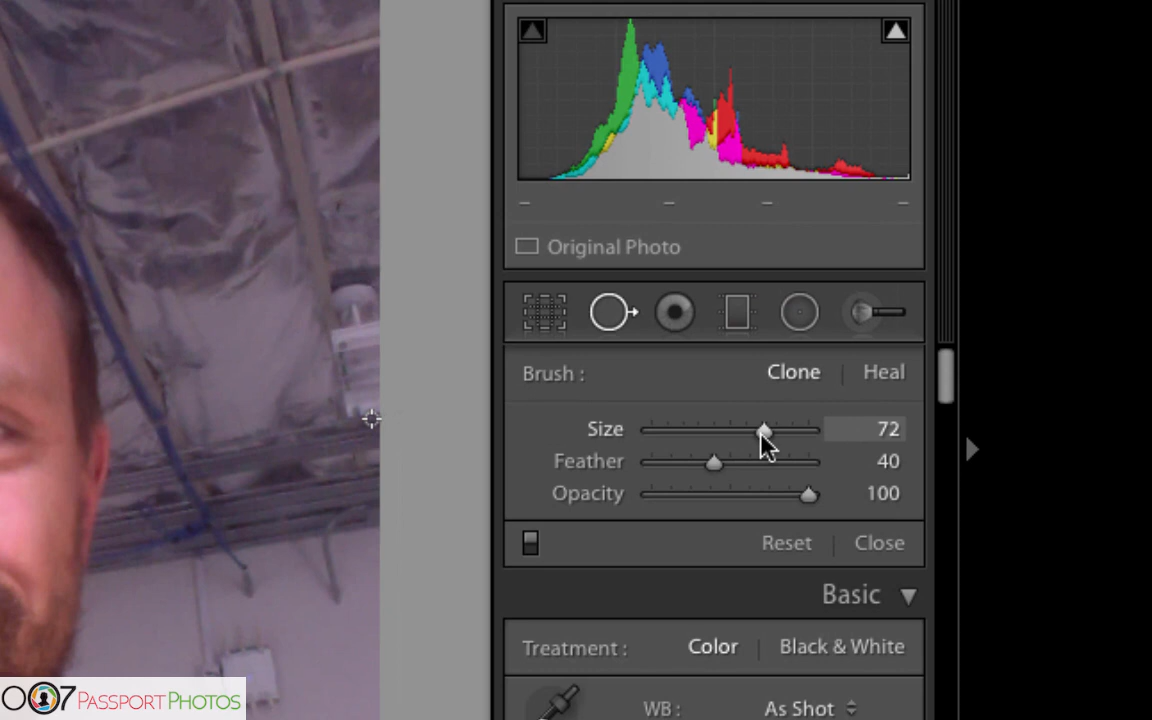 Original Photo
Brush : Clone | Heal
Size 72
Feather 40
Opacity 100
Reset | Close
Basic
Treatment : Color | Black & White
WB : As Shot
007 PASSPORT PHOTOS